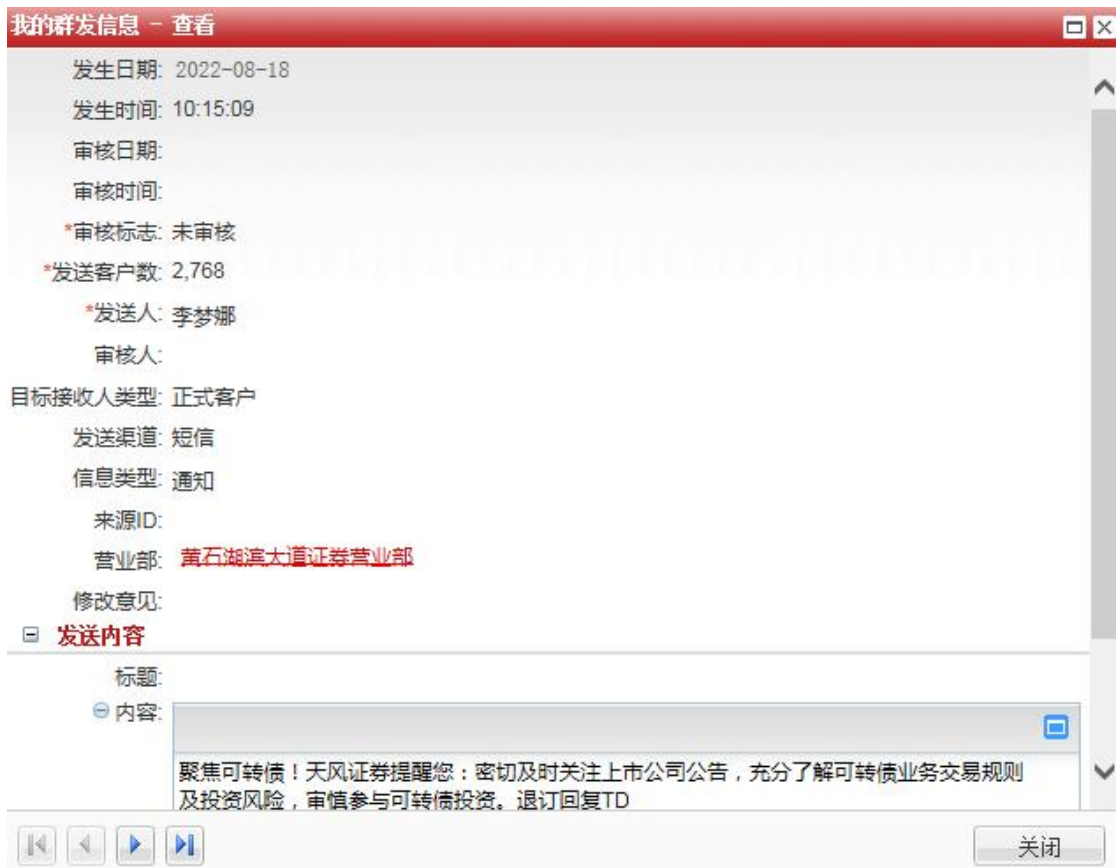 我的群发信息 - 查看
发生日期: 2022-08-18
发生时间: 10:15:09
审核日期:
审核时间:
*审核标志: 未审核
*发送客户数: 2,768
*发送人: 李梦娜
审核人:
目标接收人类型: 正式客户
发送渠道: 短信
信息类型: 通知
来源ID:
营业部: 黄石湖滨大道证券营业部
修改意见:
发送内容
标题:
内容:
聚焦可转债！天风证券提醒您：密切及时关注上市公司公告，充分了解可转债业务交易规则
及投资风险，审慎参与可转债投资。退订回复TD
关闭